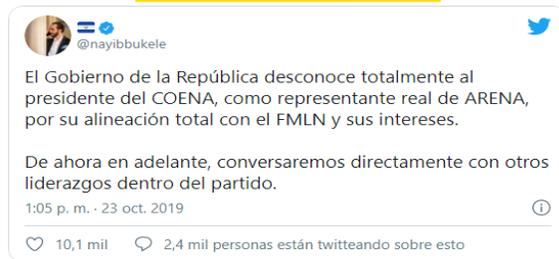 @nayibbukele
El Gobierno de la República desconoce totalmente al
presidente del COENA, como representante real de ARENA,
por su alineación total con el FMLN y sus intereses.
De ahora en adelante, conversaremos directamente con otros
liderazgos dentro del partido.
1:05 p. m. · 23 oct. 2019
10,1 mil 2,4 mil personas están twitteando sobre esto